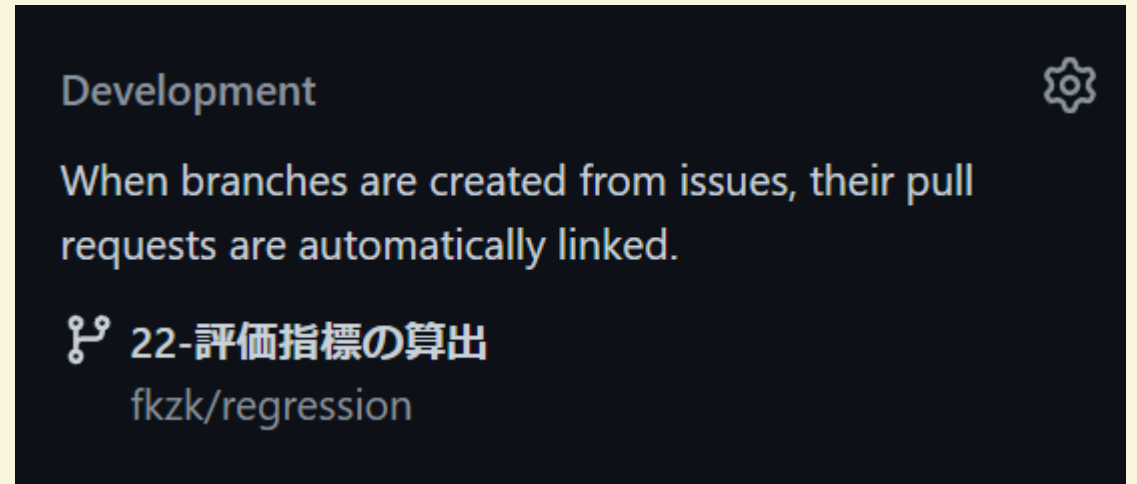 Development
When branches are created from issues, their pull
requests are automatically linked.
22-評価指標の算出
fkzk/regression